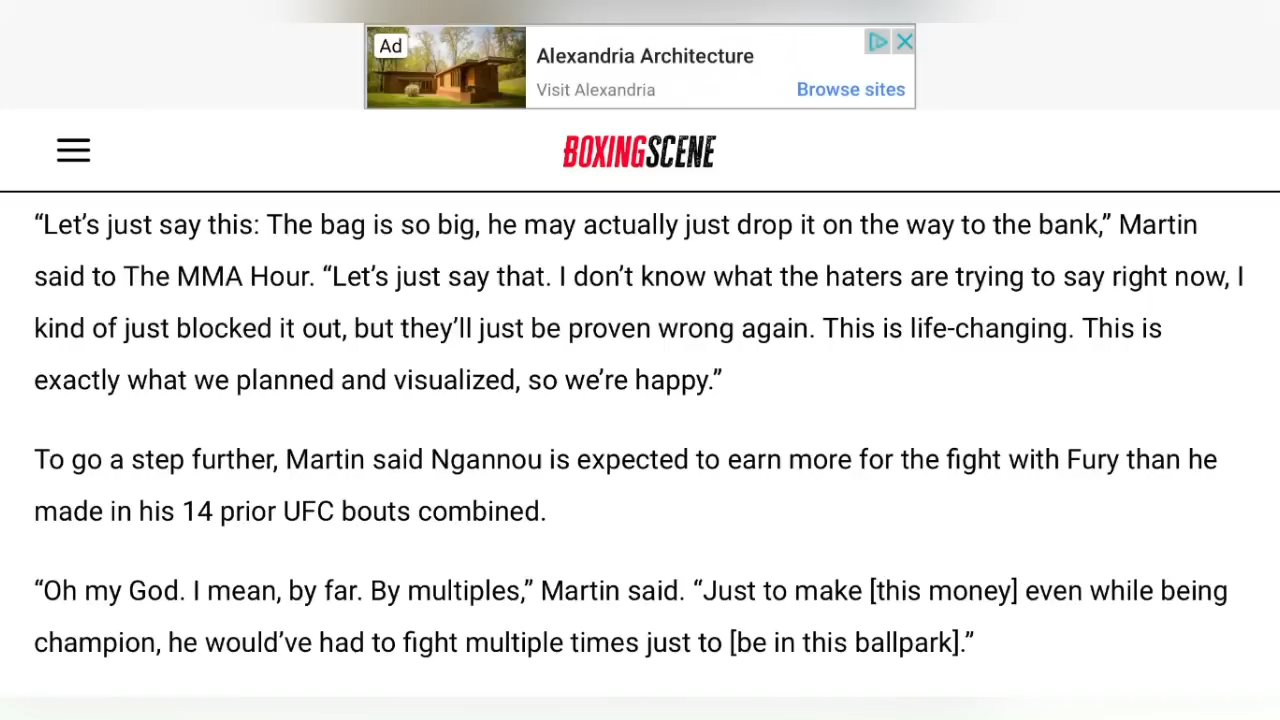 Ad
Alexandria Architecture
Visit Alexandria
Browse sites
BOXINGSCENE
“Let’s just say this: The bag is so big, he may actually just drop it on the way to the bank,” Martin
said to The MMA Hour. “Let’s just say that. I don’t know what the haters are trying to say right now, I
kind of just blocked it out, but they’ll just be proven wrong again. This is life-changing. This is
exactly what we planned and visualized, so we’re happy.”
To go a step further, Martin said Ngannou is expected to earn more for the fight with Fury than he
made in his 14 prior UFC bouts combined.
“Oh my God. I mean, by far. By multiples,” Martin said. “Just to make [this money] even while being
champion, he would’ve had to fight multiple times just to [be in this ballpark].”